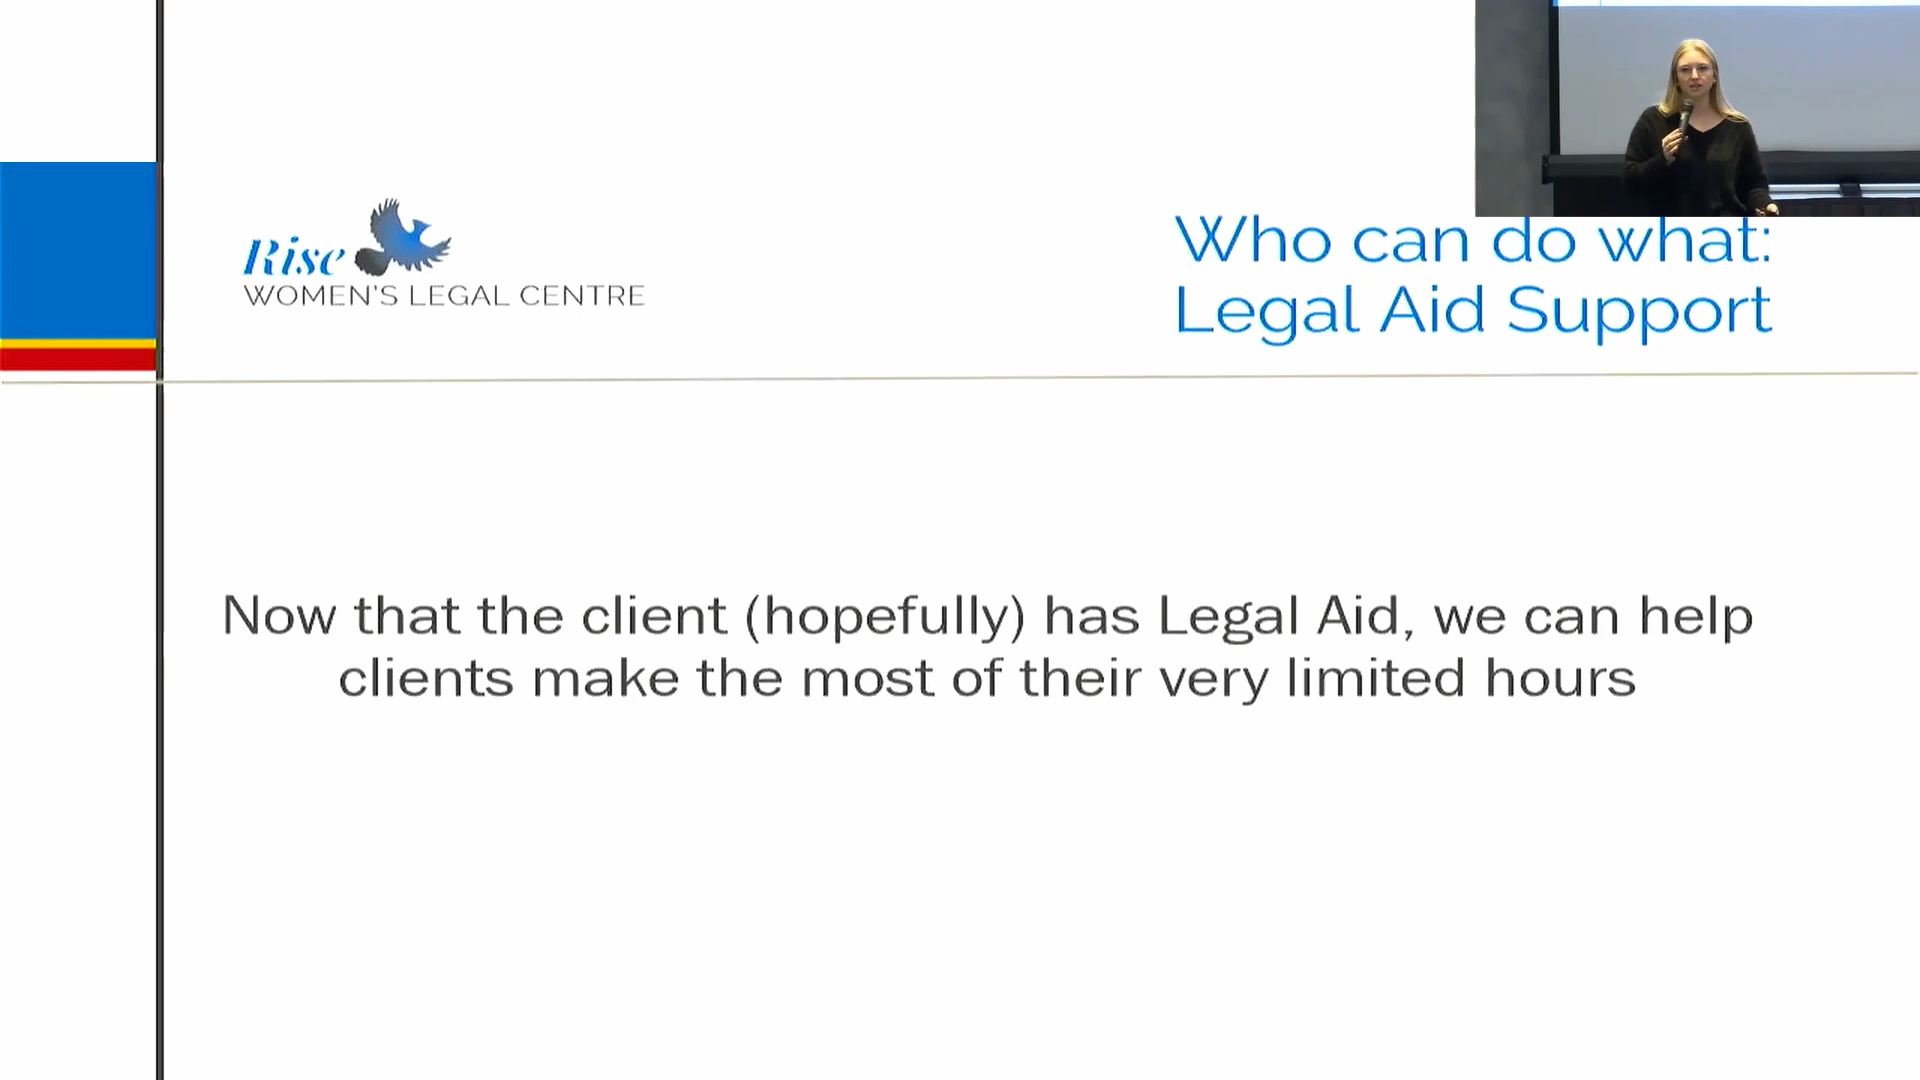 Rise
WOMEN'S LEGAL CENTRE
Who can do what:
Legal Aid Support
Now that the client (hopefully) has Legal Aid, we can help
clients make the most of their very limited hours